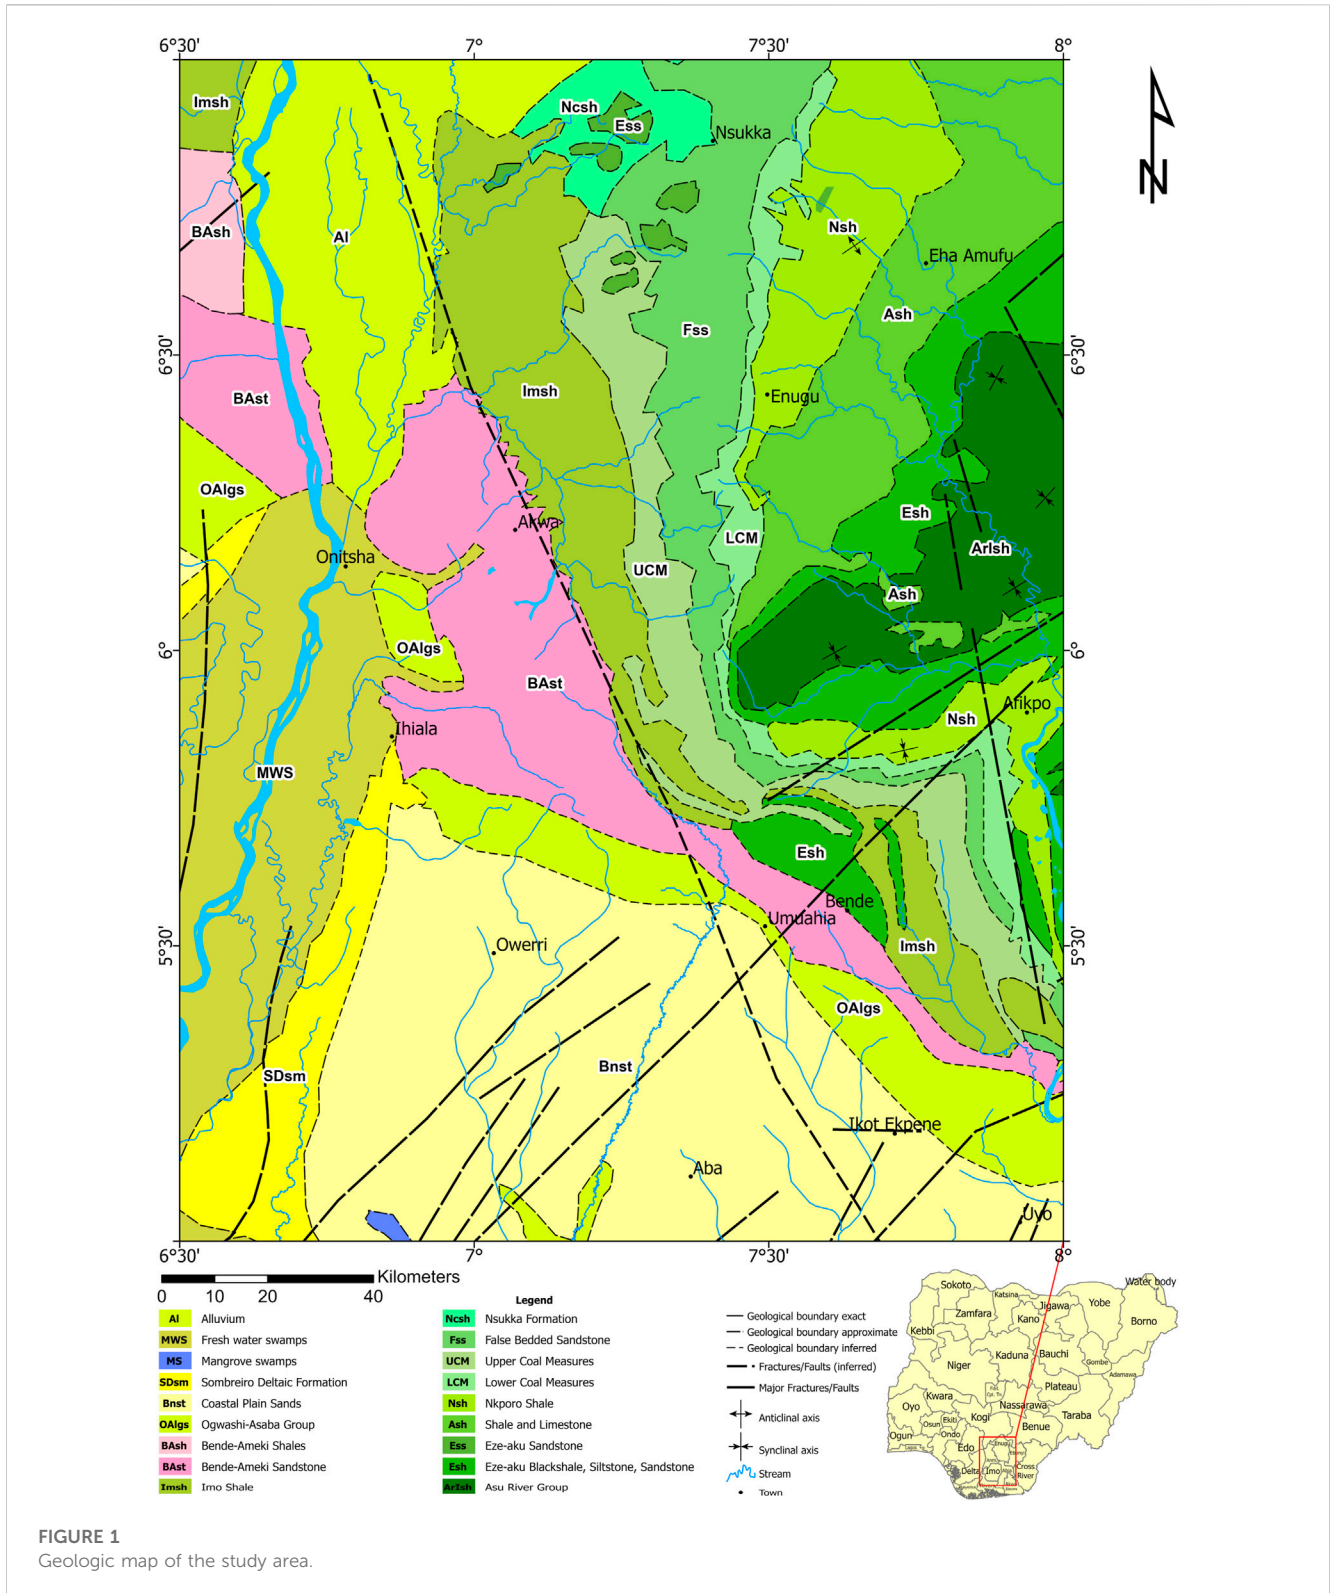 6°30'
7°
7°30'
8°
Imsh
Ncsh
Ess
Nsukka
N
BAsh
Al
Nsh
Eha Amufu
Ash
Fss
6°30'
6°30'
Imsh
BAst
Enugu
OAlgs
Esh
Akwa
LCM
Arlsh
Onitsha
UCM
Ash
6°
OAlgs
6°
BAst
Afikpo
Nsh
Ihiala
MWS
Esh
Bende
Umuahia
5°30'
Owerri
Imsh
5°30'
OAlgs
Bnst
SDsm
Ikot Ekpene
Aba
Uyo
6°30'
7°
7°30'
8°
Kilometers
0 10 20 40
Legend
Al Alluvium
MWS Fresh water swamps
MS Mangrove swamps
SDsm Sombreiro Deltaic Formation
Bnst Coastal Plain Sands
OAlgs Ogwashi-Asaba Group
BAsh Bende-Ameki Shales
BAst Bende-Ameki Sandstone
Imsh Imo Shale
Ncsh Nsukka Formation
Fss False Bedded Sandstone
UCM Upper Coal Measures
LCM Lower Coal Measures
Nsh Nkporo Shale
Ash Shale and Limestone
Ess Eze-aku Sandstone
Esh Eze-aku Blackshale, Siltstone, Sandstone
ArIsh Asu River Group
Geological boundary exact
Geological boundary approximate
Geological boundary inferred
Fractures/Faults (inferred)
Major Fractures/Faults
Anticlinal axis
Synclinal axis
Stream
Town
Sokoto
Katsina
Jigawa
Yobe
Water body
Zamfara
Kano
Borno
Kebbi
Kaduna
Bauchi
Gombe
Niger
Adamawa
Plateau
Kwara
Nassarawa
Oyo
Taraba
Osun
Ekiti
Kogi
Benue
Ogun
Ondo
Edo
Enugu
Delta
Imo
Cross
River
FIGURE 1
Geologic map of the study area.